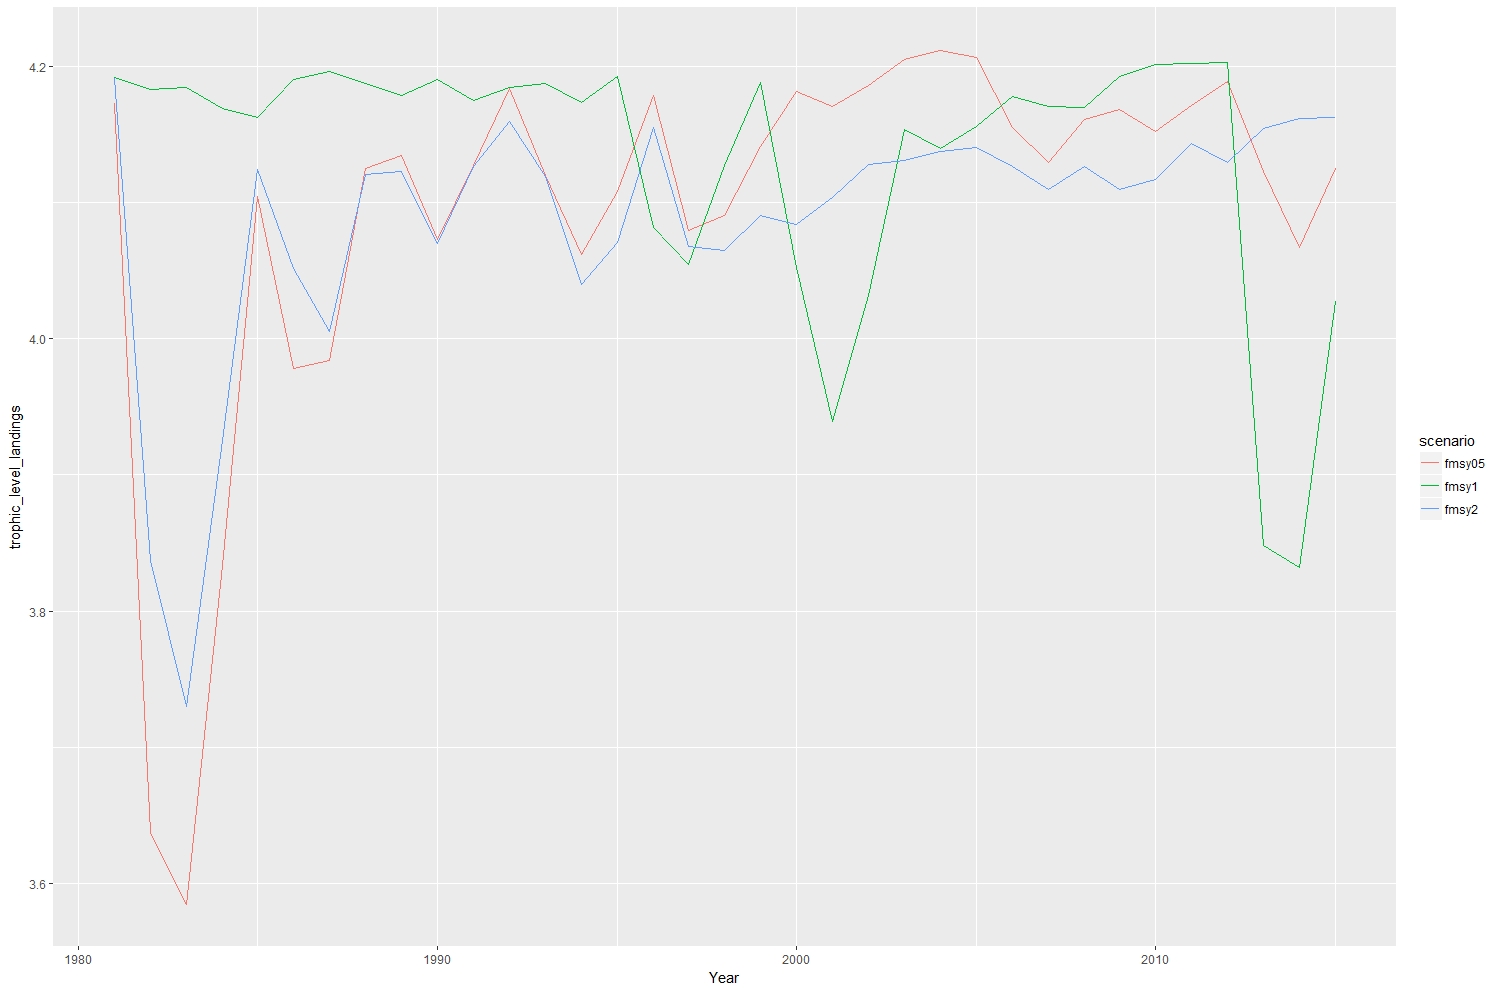 4.2
4.0
3.8
3.6
trophic_level_landings
1980
1990
2000
2010
Year
scenario
fmsy05
fmsy1
fmsy2